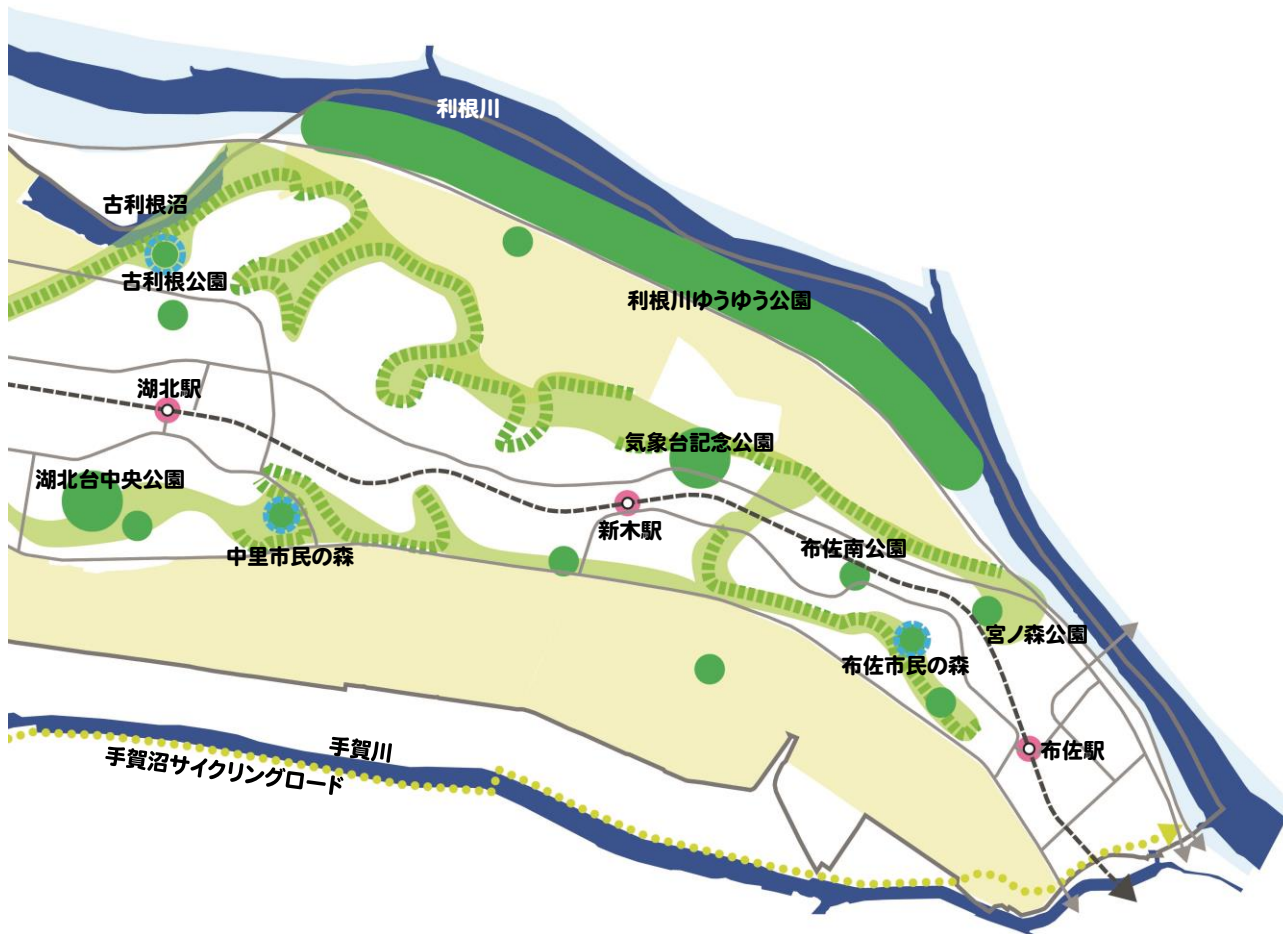 利根川
古利根沼
古利根公園
利根川ゆうゆう公園
湖北駅
気象台記念公園
湖北台中央公園
新木駅
中里市民の森
布佐南公園
宮ノ森公園
布佐市民の森
手賀川
布佐駅
手賀沼サイクリングロード